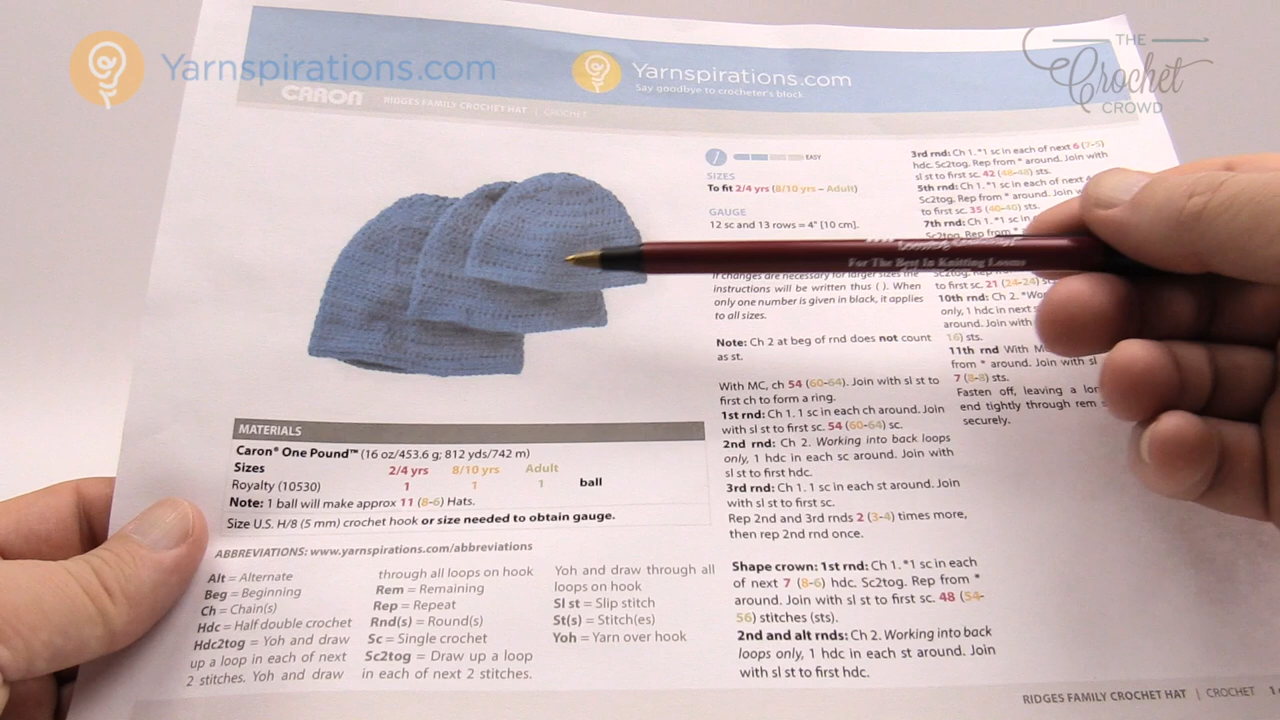 Yarnspirations.com
THE
Crochet
CROWD
Yarnspirations.com
Say goodbye to crocheter's block
CARON
RIDGES FAMILY CROCHET HAT | CROCHET
EASY
SIZES
To fit 2/4 yrs (8/10 yrs – Adult)
GAUGE
12 sc and 13 rows = 4" [10 cm].
If changes are necessary for larger sizes the
instructions will be written thus ( ). When
only one number is given in black, it applies
to all sizes.
Note: Ch 2 at beg of rnd does not count
as st.
With MC, ch 54 (60-64). Join with sl st to
first ch to form a ring.
1st rnd: Ch 1. 1 sc in each ch around. Join
with sl st to first sc. 54 (60-64) sc.
2nd rnd: Ch 2. Working into back loops
only, 1 hdc in each sc around. Join with
sl st to first hdc.
3rd rnd: Ch 1. 1 sc in each st around. Join
with sl st to first sc.
Rep 2nd and 3rd rnds 2 (3-4) times more,
then rep 2nd rnd once.
Shape crown: 1st rnd: Ch 1. *1 sc in each
of next 7 (8-6) hdc. Sc2tog. Rep from *
around. Join with sl st to first sc. 48 (54-
56) stitches (sts).
2nd and alt rnds: Ch 2. Working into back
loops only, 1 hdc in each st around. Join
with sl st to first hdc.
3rd rnd: Ch 1. *1 sc in each of next 6 (7-5)
hdc. Sc2tog. Rep from * around. Join with
sl st to first sc. 42 (48-48) sts.
5th rnd: Ch 1. *1 sc in each of next
Sc2tog. Rep from * around. Join w
to first sc. 35 (40-40) sts.
7th rnd: Ch 1. *1 sc in
Sc2tog. Rep from
to first sc. 21 (24-24) st
10th rnd: Ch 2. *Wor
only, 1 hdc in next
around. Join with
16) sts.
11th rnd With M
from * around. Join with sl
7 (8-8) sts.
Fasten off, leaving a lon
end tightly through rem s
securely.
For The Best In Knitting Looms
MATERIALS
Caron® One Pound™ (16 oz/453.6 g; 812 yds/742 m)
Sizes 2/4 yrs 8/10 yrs Adult
Royalty (10530) 1 1 1 ball
Note: 1 ball will make approx 11 (8-6) Hats.
Size U.S. H/8 (5 mm) crochet hook or size needed to obtain gauge.
ABBREVIATIONS: www.yarnspirations.com/abbreviations
Alt = Alternate
Beg = Beginning
Ch = Chain(s)
Hdc = Half double crochet
Hdc2tog = Yoh and draw
up a loop in each of next
2 stitches. Yoh and draw
through all loops on hook
Rem = Remaining
Rep = Repeat
Rnd(s) = Round(s)
Sc = Single crochet
Sc2tog = Draw up a loop
in each of next 2 stitches.
Yoh and draw through all
loops on hook
Sl st = Slip stitch
St(s) = Stitch(es)
Yoh = Yarn over hook
RIDGES FAMILY CROCHET HAT | CROCHET 1